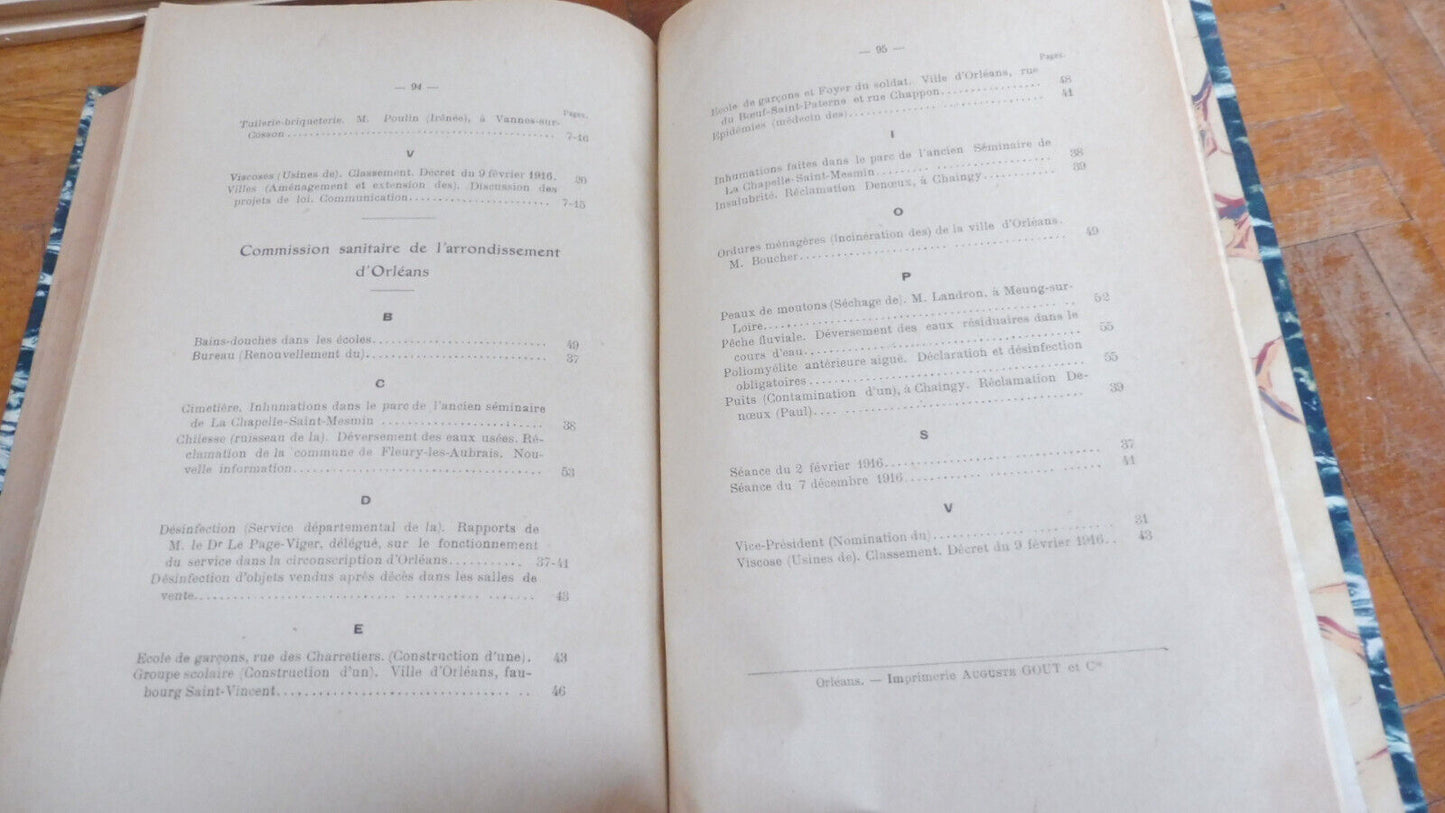 — 94 —
Pages.
Tuilerie-briqueterie. M. Poulin (Irénée), à Vannes-sur-
Cosson ........ 7-16
V
Viscoses (Usines de). Classement. Décret du 9 février 1916. 20
Villes (Aménagement et extension des). Discussion des
projets de loi. Communication ........ 7-15
Commission sanitaire de l'arrondissement
d'Orléans
B
Bains-douches dans les écoles ........ 49
Bureau (Renouvellement du) ........ 37
C
Cimetière. Inhumations dans le parc de l'ancien séminaire
de La Chapelle-Saint-Mesmin ........ 38
Chilesse (ruisseau de la). Déversement des eaux usées. Ré-
clamation de la commune de Fleury-les-Aubrais. Nou-
velle information ........ 53
D
Désinfection (Service départemental de la). Rapports de
M. le Dr Le Page-Viger, délégué, sur le fonctionnement
du service dans la circonscription d'Orléans ........ 37-41
Désinfection d'objets vendus après décès dans les salles de
vente ........ 43
E
Ecole de garçons, rue des Charretiers. (Construction d'une). 43
Groupe scolaire (Construction d'un). Ville d'Orléans, fau-
bourg Saint-Vincent ........ 46
— 95 —
Pages.
Ecole de garçons et Foyer du soldat. Ville d'Orléans, rue
du Bœuf-Saint-Paterne et rue Chappon ........ 48
Epidémies (médecin des) ........ 41
I
Inhumations faites dans le parc de l'ancien Séminaire de
La Chapelle-Saint-Mesmin ........ 38
Insalubrité. Réclamation Denœux, à Chaingy ........ 39
O
Ordures ménagères (Incinération des) de la ville d'Orléans.
M. Boucher ........ 49
P
Peaux de moutons (Séchage de). M. Landron, à Meung-sur-
Loire ........ 52
Pêche fluviale. Déversement des eaux résiduaires dans le
cours d'eau ........ 55
Poliomyélite antérieure aiguë. Déclaration et désinfection
obligatoires ........ 55
Puits (Contamination d'un), à Chaingy. Réclamation De-
nœux (Paul) ........ 39
S
Séance du 2 février 1916 ........ 37
Séance du 7 décembre 1916 ........ 41
V
Vice-Président (Nomination du) ........ 31
Viscose (Usines de). Classement. Décret du 9 février 1916.. 43
Orléans. — Imprimerie AUGUSTE GOUT et Cie